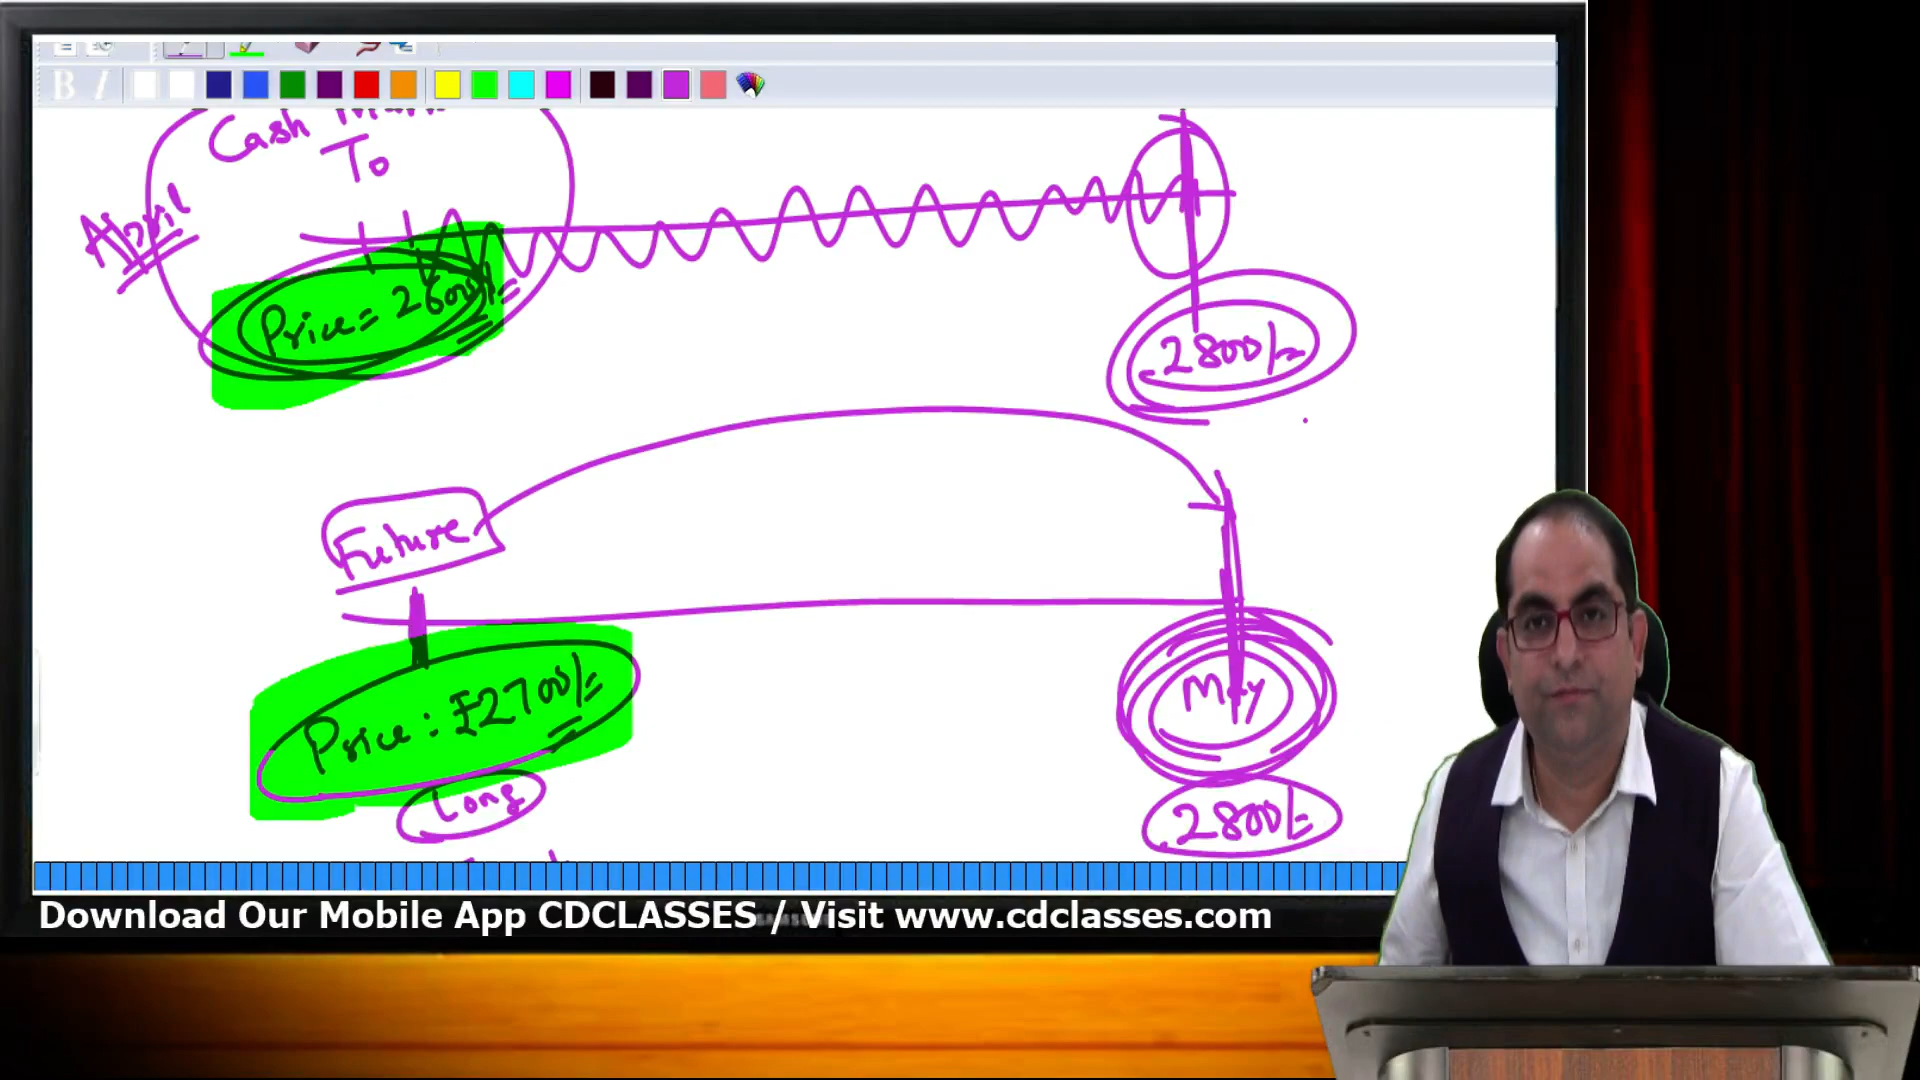 B I
Cash
To
April
Price = 2600/-
2800/-
Future
Price : ₹2700/-
Long
May
2800/-
Download Our Mobile App CDCLASSES / Visit www.cdclasses.com